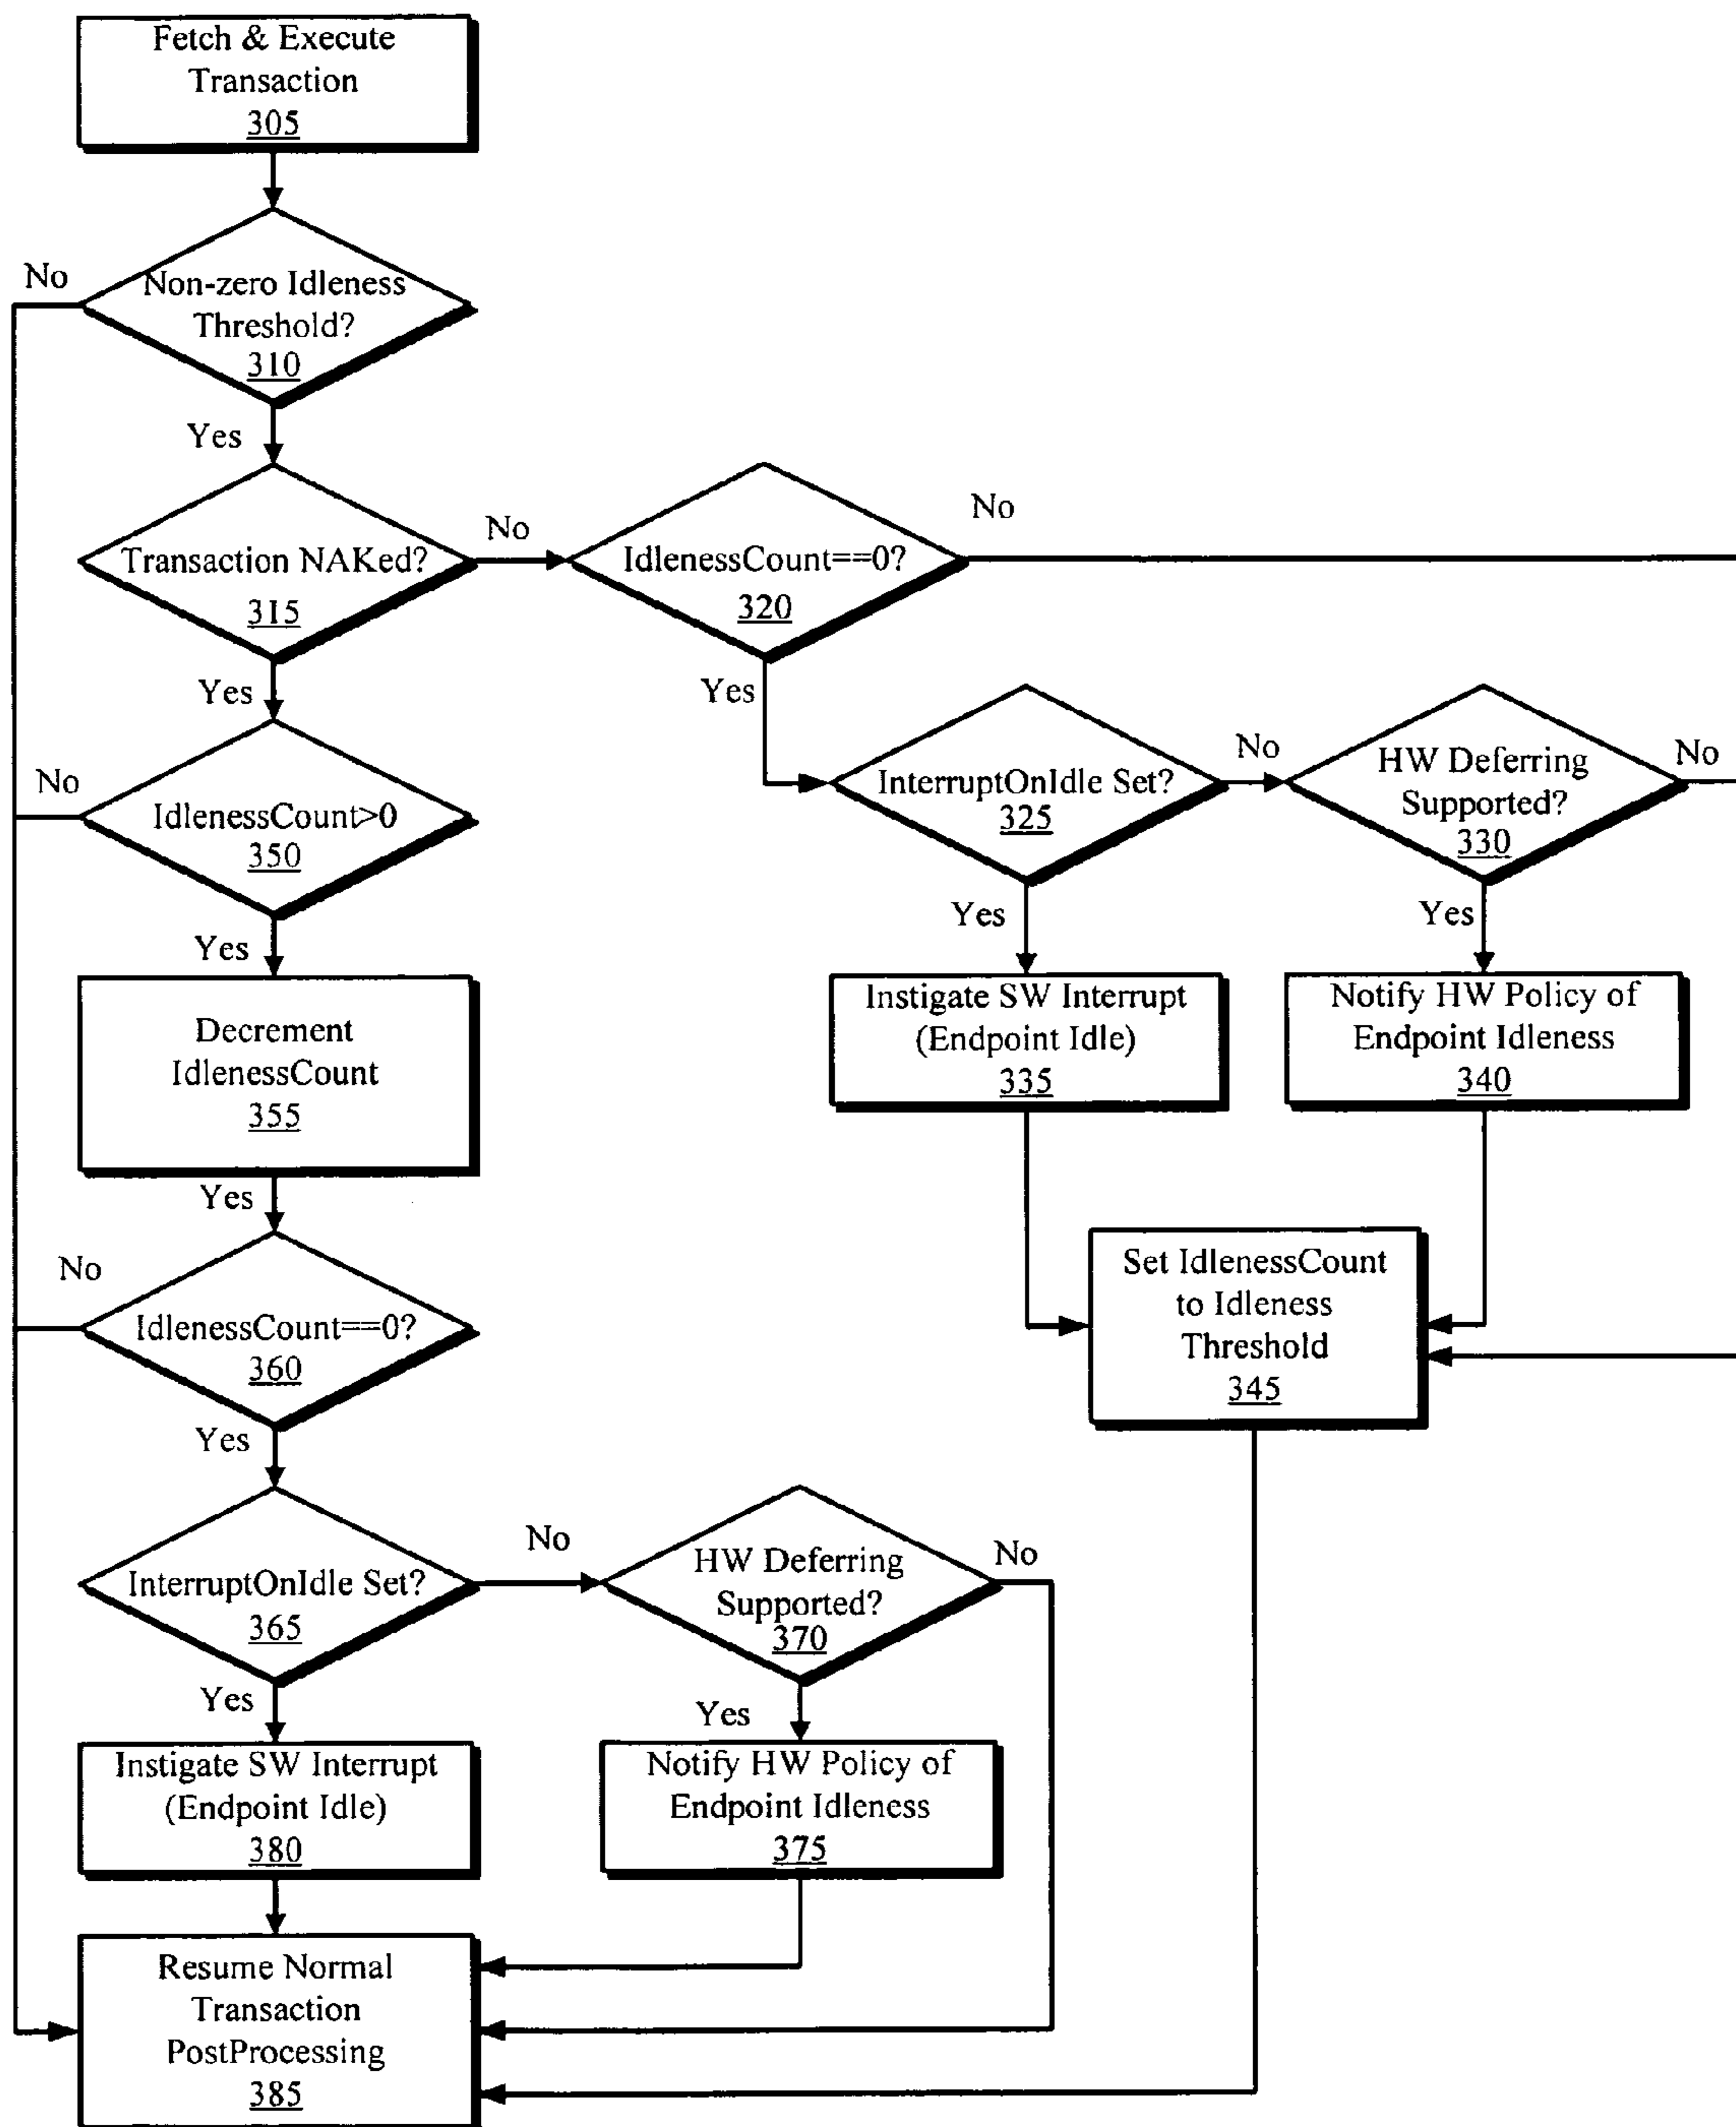 Fetch & Execute
Transaction
305
No
Non-zero Idleness
Threshold?
310
Yes
Transaction NAKed?
315
No
IdlenessCount==0?
320
No
Yes
Yes
InterruptOnIdle Set?
325
No
HW Deferring
Supported?
330
No
No
IdlenessCount>0
350
Yes
Yes
Yes
Decrement
IdlenessCount
355
Instigate SW Interrupt
(Endpoint Idle)
335
Notify HW Policy of
Endpoint Idleness
340
Yes
No
IdlenessCount==0?
360
Set IdlenessCount
to Idleness
Threshold
345
Yes
InterruptOnIdle Set?
365
No
HW Deferring
Supported?
370
No
Yes
Yes
Instigate SW Interrupt
(Endpoint Idle)
380
Notify HW Policy of
Endpoint Idleness
375
Resume Normal
Transaction
PostProcessing
385